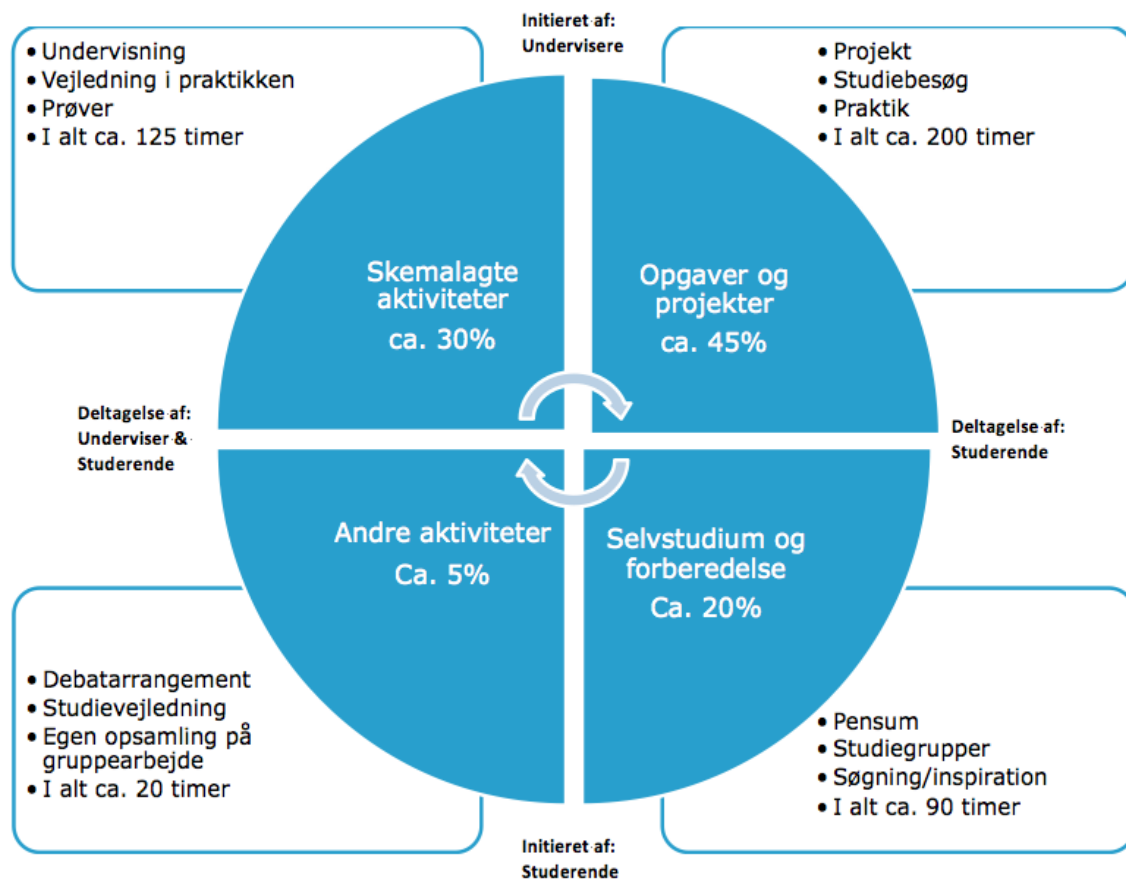 Initieret af:
Undervisere
• Undervisning
• Vejledning i praktikken
• Prøver
• I alt ca. 125 timer
• Projekt
• Studiebesøg
• Praktik
• I alt ca. 200 timer
Skemalagte
aktiviteter
ca. 30%
Opgaver og
projekter
ca. 45%
Deltagelse af:
Underviser &
Studerende
Deltagelse af:
Studerende
Andre aktiviteter
Ca. 5%
Selvstudium og
forberedelse
Ca. 20%
• Debatarrangement
• Studievejledning
• Egen opsamling på
gruppearbejde
• I alt ca. 20 timer
• Pensum
• Studiegrupper
• Søgning/inspiration
• I alt ca. 90 timer
Initieret af:
Studerende